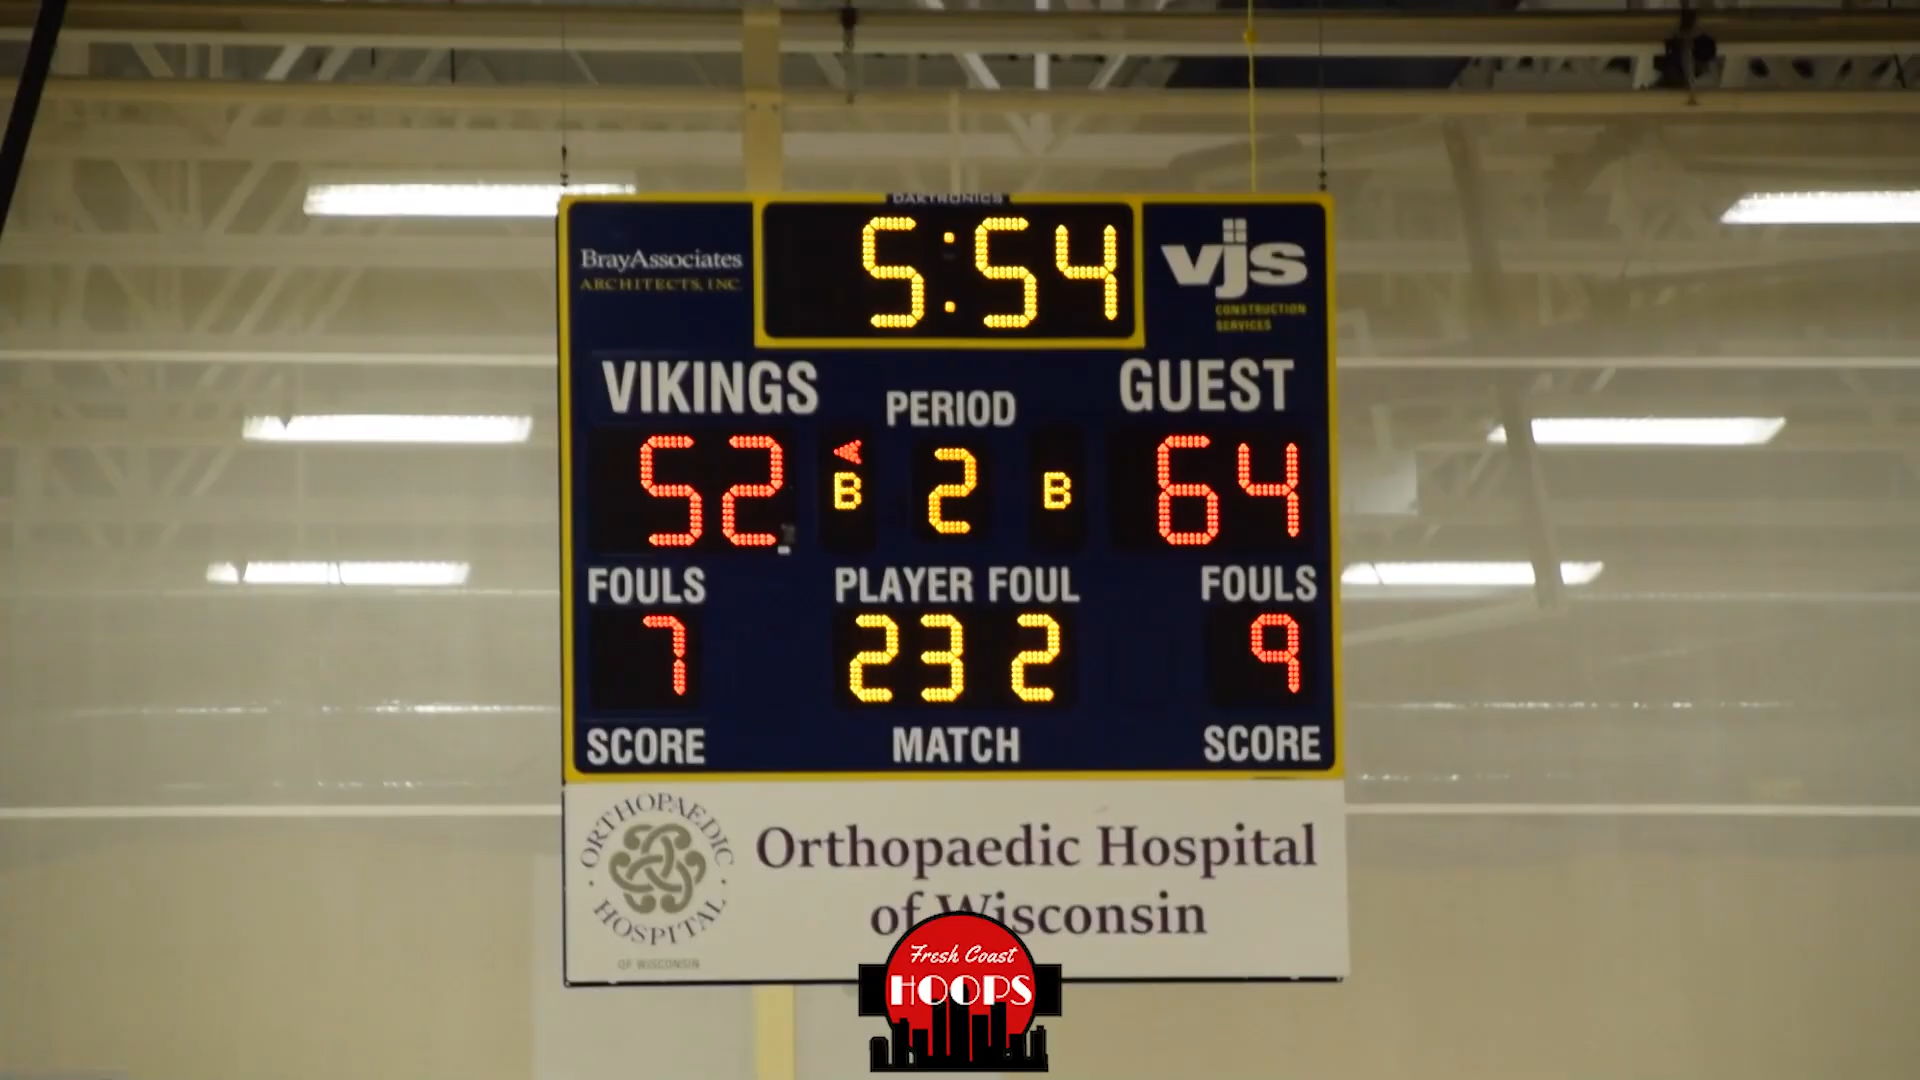 DAKTRONICS
BrayAssociates
ARCHITECTS, INC.
5:54
vjs
CONSTRUCTION
SERVICES
VIKINGS
PERIOD
GUEST
52
B
2
B
64
FOULS
PLAYER FOUL
FOULS
7
23 2
9
SCORE
MATCH
SCORE
ORTHOPAEDIC
HOSPITAL
OF WISCONSIN
Orthopaedic Hospital
of Wisconsin
Fresh Coast
HOOPS